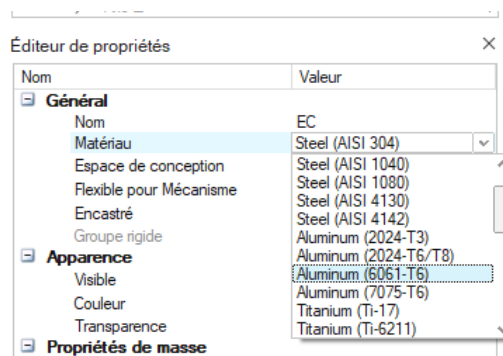 Éditeur de propriétés
Nom Valeur
Général
Nom EC
Matériau Steel (AISI 304)
Espace de conception Steel (AISI 1040)
Steel (AISI 1080)
Flexible pour Mécanisme Steel (AISI 4130)
Encastré Steel (AISI 4142)
Groupe rigide Aluminum (2024-T3)
Apparence Aluminum (2024-T6/T8)
Visible Aluminum (6061-T6)
Couleur Aluminum (7075-T6)
Titanium (Ti-17)
Transparence Titanium (Ti-6211)
Propriétés de masse